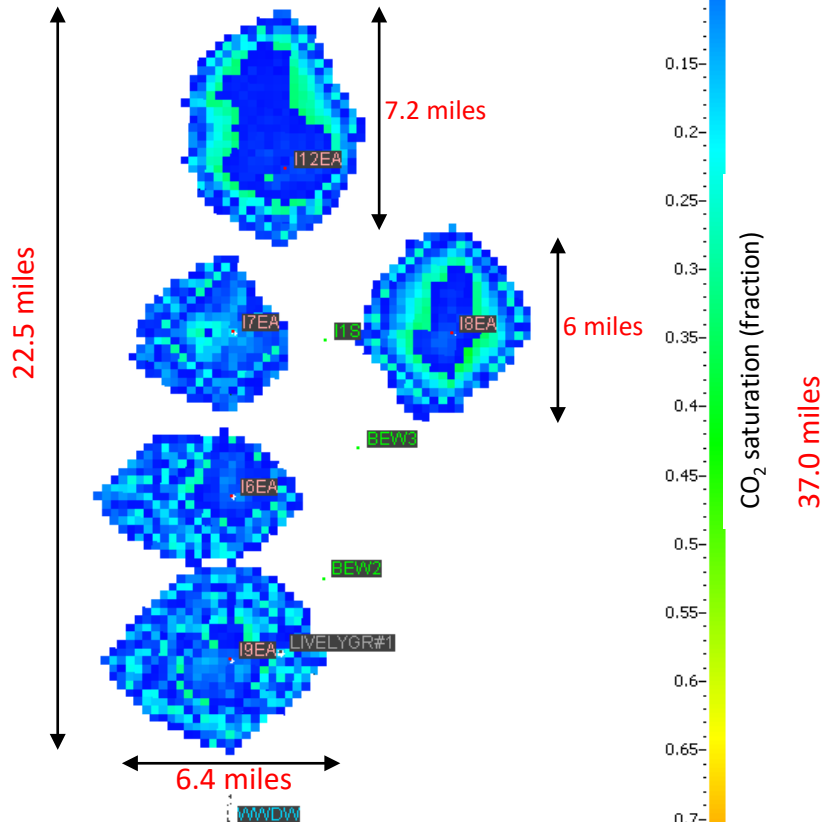 0.15
7.2 miles
0.2
I12EA
0.25
22.5 miles
CO₂ saturation (fraction)
0.3
I7EA
I8EA
I1S
6 miles
0.35
37.0 miles
0.4
BEW3
0.45
I6EA
0.5
BEW2
0.55
LIVELYGR#1
I9EA
0.6
0.65
6.4 miles
WWDW
0.7